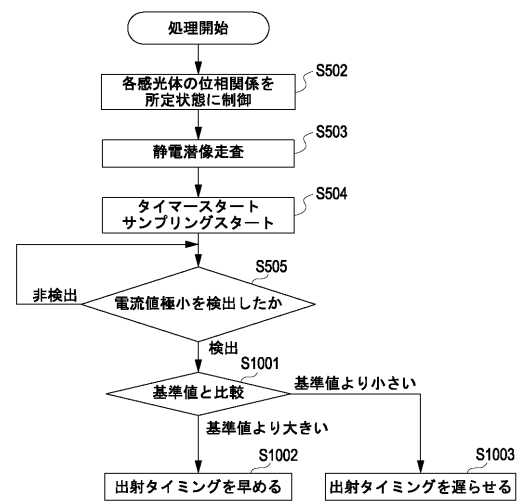 処理開始
S502
各感光体の位相関係を
所定状態に制御
S503
静電潜像走査
S504
タイマースタート
サンプリングスタート
S505
電流値極小を検出したか
非検出
検出
S1001
基準値と比較
基準値より小さい
基準値より大きい
S1002
出射タイミングを早める
S1003
出射タイミングを遅らせる